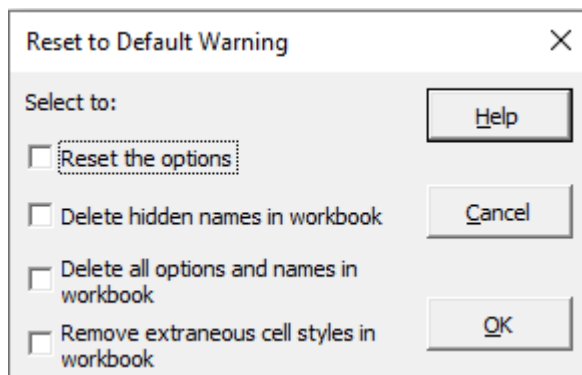 Reset to Default Warning
Select to:
Help
Reset the options
Delete hidden names in workbook
Cancel
Delete all options and names in
workbook
Remove extraneous cell styles in
workbook
OK